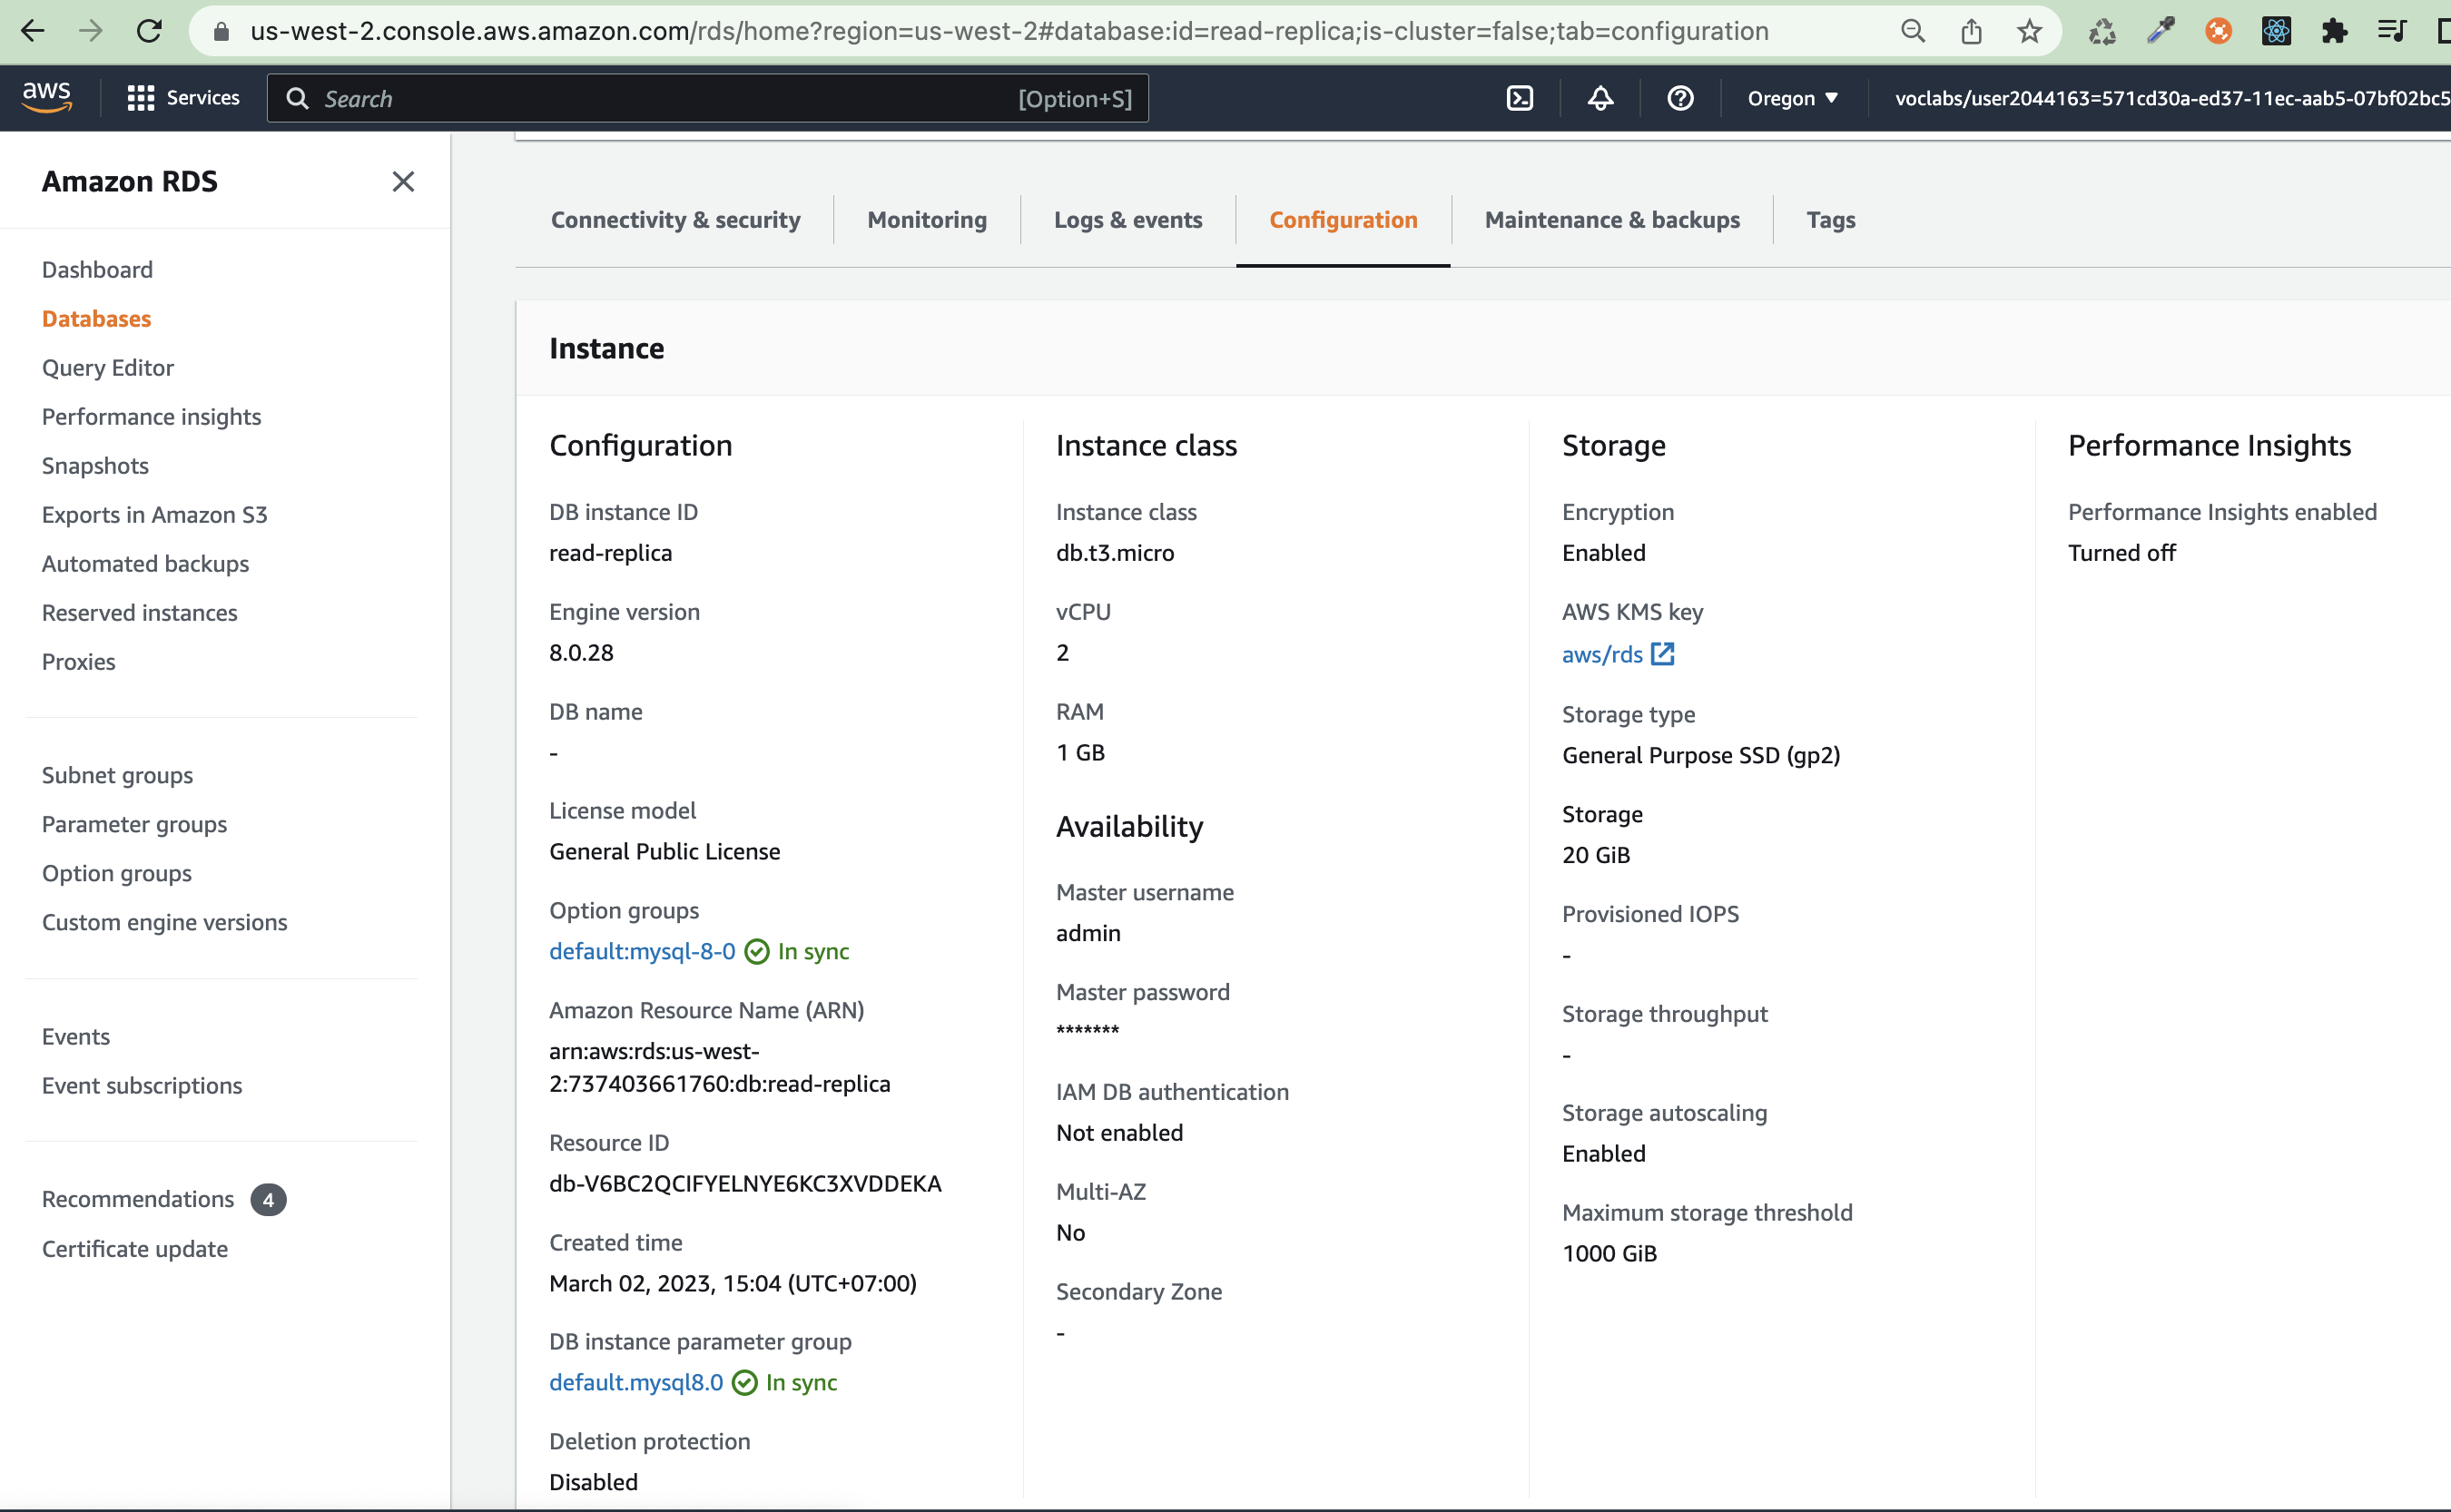 us-west-2.console.aws.amazon.com/rds/home?region=us-west-2#database:id=read-replica;is-cluster=false;tab=configuration
aws
Services
Search
[Option+S]
Oregon
voclabs/user2044163=571cd30a-ed37-11ec-aab5-07bf02bc5
Amazon RDS
Dashboard
Databases
Query Editor
Performance insights
Snapshots
Exports in Amazon S3
Automated backups
Reserved instances
Proxies
Subnet groups
Parameter groups
Option groups
Custom engine versions
Events
Event subscriptions
Recommendations 4
Certificate update
Connectivity & security
Monitoring
Logs & events
Configuration
Maintenance & backups
Tags
Instance
Configuration
DB instance ID
read-replica
Engine version
8.0.28
DB name
-
License model
General Public License
Option groups
default:mysql-8-0 In sync
Amazon Resource Name (ARN)
arn:aws:rds:us-west-
2:737403661760:db:read-replica
Resource ID
db-V6BC2QCIFYELNYE6KC3XVDDEKA
Created time
March 02, 2023, 15:04 (UTC+07:00)
DB instance parameter group
default.mysql8.0 In sync
Deletion protection
Disabled
Instance class
Instance class
db.t3.micro
vCPU
2
RAM
1 GB
Availability
Master username
admin
Master password
*******
IAM DB authentication
Not enabled
Multi-AZ
No
Secondary Zone
-
Storage
Encryption
Enabled
AWS KMS key
aws/rds
Storage type
General Purpose SSD (gp2)
Storage
20 GiB
Provisioned IOPS
-
Storage throughput
-
Storage autoscaling
Enabled
Maximum storage threshold
1000 GiB
Performance Insights
Performance Insights enabled
Turned off